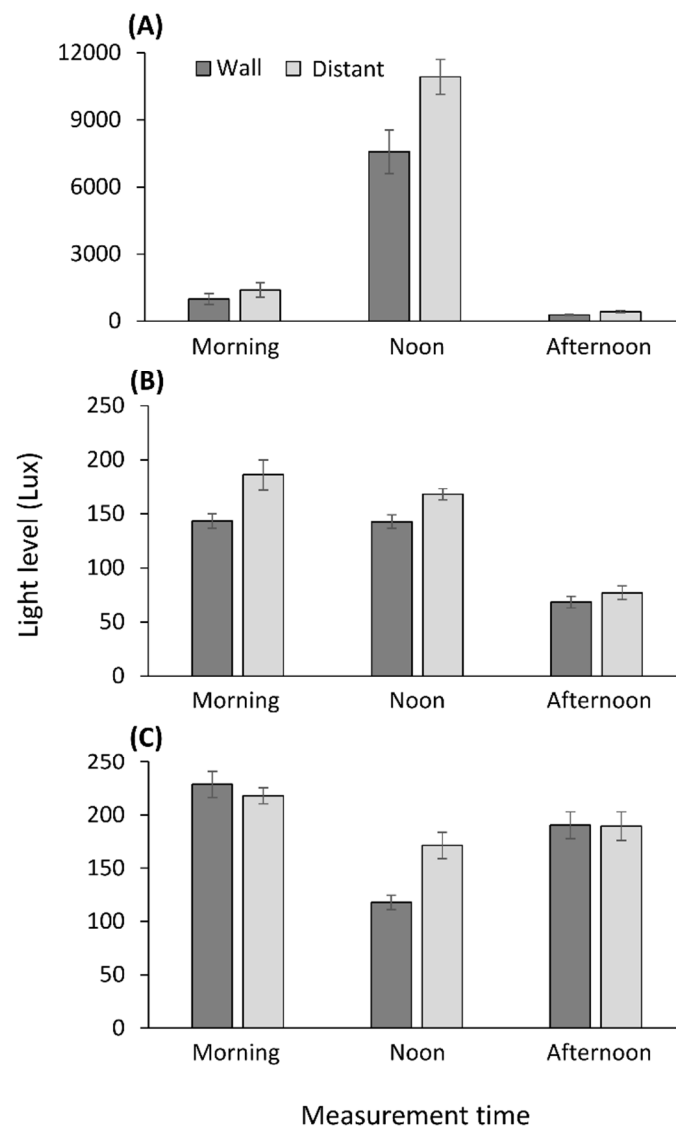 (A)
12000
Wall Distant
9000
6000
3000
0
Morning Noon Afternoon
(B)
250
200
150
100
50
0
Morning Noon Afternoon
Light level (Lux)
(C)
250
200
150
100
50
0
Morning Noon Afternoon
Measurement time